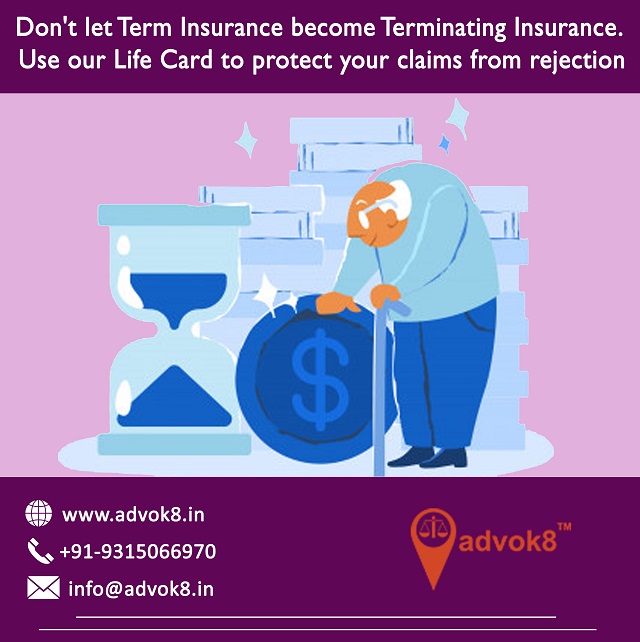 Don't let Term Insurance become Terminating Insurance.
Use our Life Card to protect your claims from rejection
$
www.advok8.in
+91-9315066970
info@advok8.in
advok8™